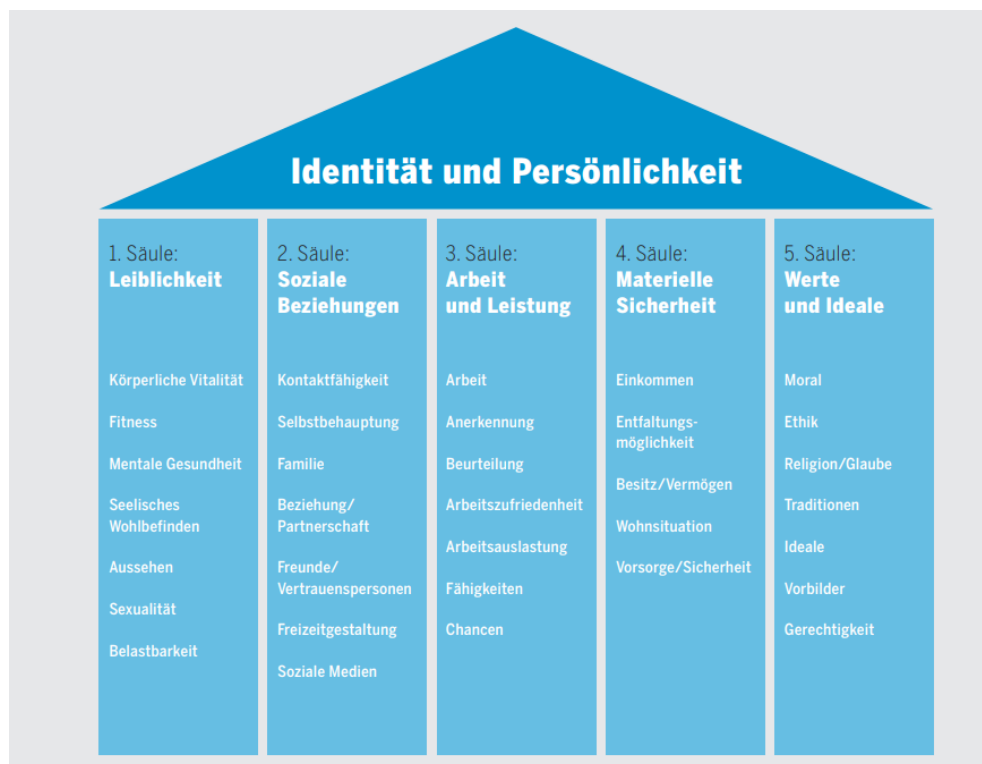 Identität und Persönlichkeit
1. Säule:
Leiblichkeit
Körperliche Vitalität
Fitness
Mentale Gesundheit
Seelisches
Wohlbefinden
Aussehen
Sexualität
Belastbarkeit
2. Säule:
Soziale
Beziehungen
Kontaktfähigkeit
Selbstbehauptung
Familie
Beziehung/
Partnerschaft
Freunde/
Vertrauenspersonen
Freizeitgestaltung
Soziale Medien
3. Säule:
Arbeit
und Leistung
Arbeit
Anerkennung
Beurteilung
Arbeitszufriedenheit
Arbeitsauslastung
Fähigkeiten
Chancen
4. Säule:
Materielle
Sicherheit
Einkommen
Entfaltungs-
möglichkeit
Besitz/Vermögen
Wohnsituation
Vorsorge/Sicherheit
5. Säule:
Werte
und Ideale
Moral
Ethik
Religion/Glaube
Traditionen
Ideale
Vorbilder
Gerechtigkeit